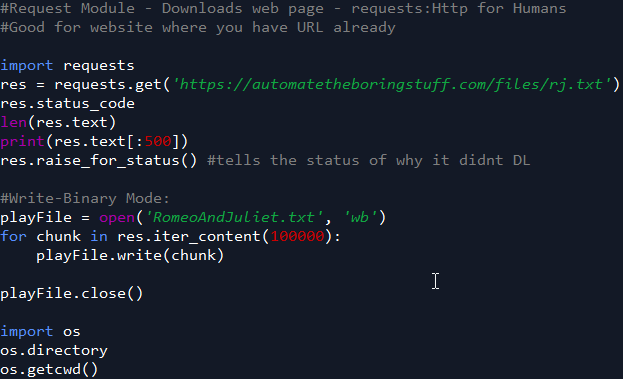 #Request Module - Downloads web page - requests:Http for Humans
#Good for website where you have URL already
import requests
res = requests.get('https://automatetheboringstuff.com/files/rj.txt')
res.status_code
len(res.text)
print(res.text[:500])
res.raise_for_status() #tells the status of why it didnt DL
#Write-Binary Mode:
playFile = open('RomeoAndJuliet.txt', 'wb')
for chunk in res.iter_content(100000):
    playFile.write(chunk)
playFile.close()
import os
os.directory
os.getcwd()